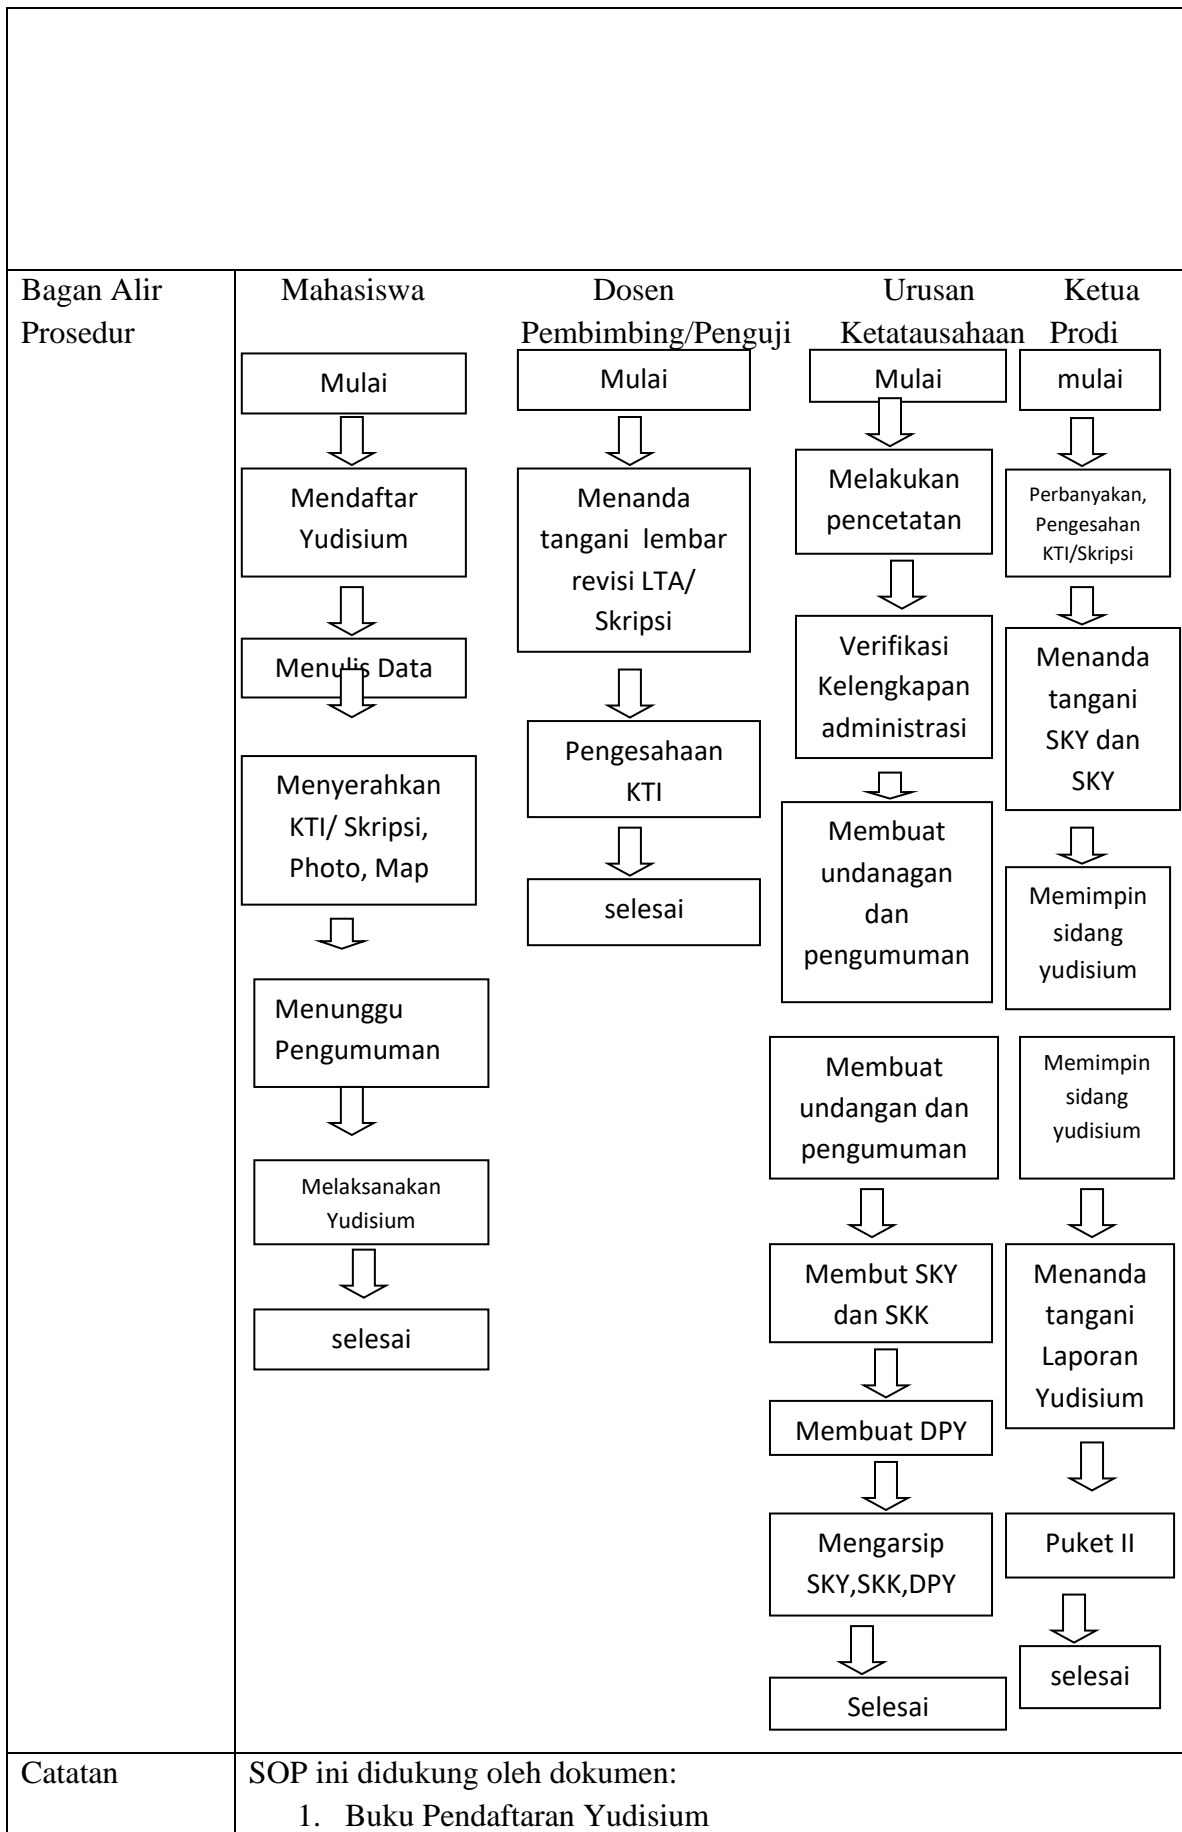 Bagan Alir
Prosedur
Mahasiswa
Dosen
Pembimbing/Penguji
Urusan
Ketatausahaan
Ketua
Prodi
Mulai
Mendaftar
Yudisium
Menulis Data
Menyerahkan
KTI/ Skripsi,
Photo, Map
Menunggu
Pengumuman
Melaksanakan
Yudisium
selesai
Mulai
Menanda
tangani lembar
revisi LTA/
Skripsi
Pengesahaan
KTI
selesai
Mulai
Melakukan
pencetatan
Verifikasi
Kelengkapan
administrasi
Membuat
undanagan
dan
pengumuman
Membuat
undangan dan
pengumuman
Membut SKY
dan SKK
Membuat DPY
Mengarsip
SKY,SKK,DPY
Selesai
mulai
Perbanyakan,
Pengesahan
KTI/Skripsi
Menanda
tangani
SKY dan
SKY
Memimpin
sidang
yudisium
Memimpin
sidang
yudisium
Menanda
tangani
Laporan
Yudisium
Puket II
selesai
Catatan
SOP ini didukung oleh dokumen:
1. Buku Pendaftaran Yudisium